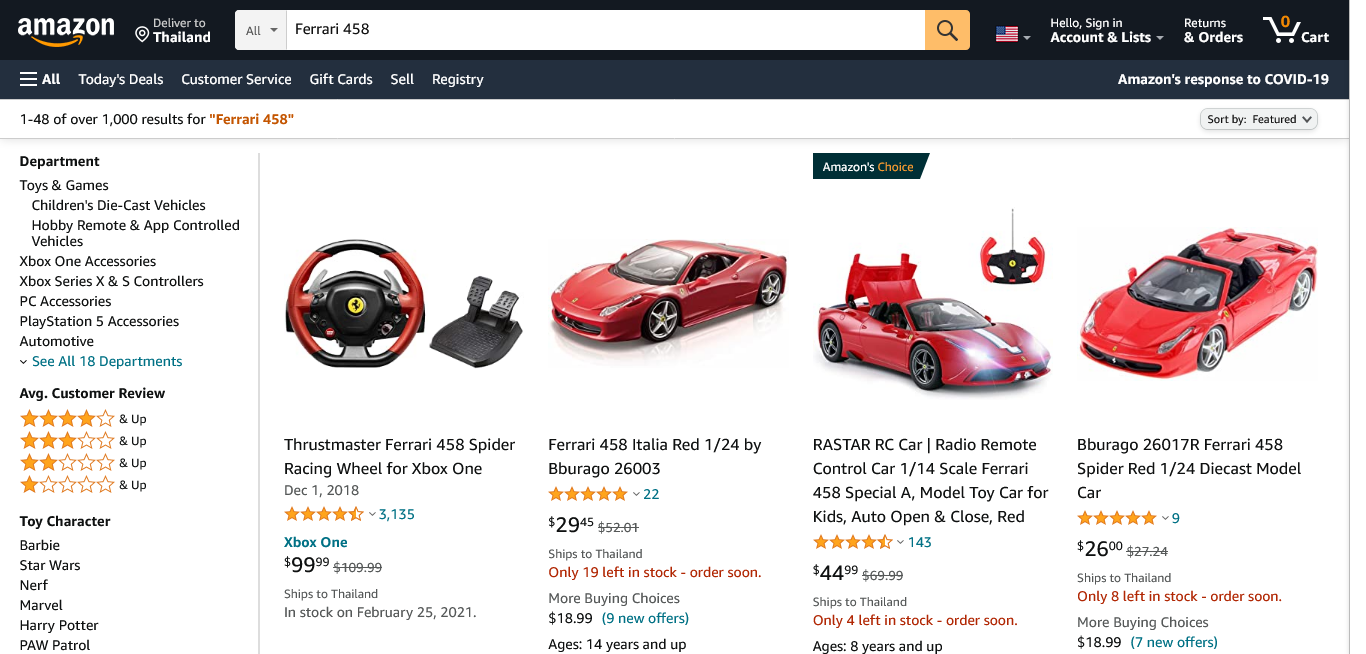 amazon
Deliver to
Thailand
All
Ferrari 458
Hello, Sign in
Account & Lists
Returns
& Orders
0
Cart
All
Today's Deals
Customer Service
Gift Cards
Sell
Registry
Amazon's response to COVID-19
1-48 of over 1,000 results for "Ferrari 458"
Sort by: Featured
Department
Toys & Games
Children's Die-Cast Vehicles
Hobby Remote & App Controlled
Vehicles
Xbox One Accessories
Xbox Series X & S Controllers
PC Accessories
PlayStation 5 Accessories
Automotive
See All 18 Departments
Avg. Customer Review
& Up
& Up
& Up
& Up
Toy Character
Barbie
Star Wars
Nerf
Marvel
Harry Potter
PAW Patrol
Thrustmaster Ferrari 458 Spider
Racing Wheel for Xbox One
Dec 1, 2018
3,135
Xbox One
$99.99 $109.99
Ships to Thailand
In stock on February 25, 2021.
Ferrari 458 Italia Red 1/24 by
Bburago 26003
22
$29.45 $52.01
Ships to Thailand
Only 19 left in stock - order soon.
More Buying Choices
$18.99 (9 new offers)
Ages: 14 years and up
Amazon's Choice
RASTAR RC Car | Radio Remote
Control Car 1/14 Scale Ferrari
458 Special A, Model Toy Car for
Kids, Auto Open & Close, Red
143
$44.99 $69.99
Ships to Thailand
Only 4 left in stock - order soon.
Ages: 8 years and up
Bburago 26017R Ferrari 458
Spider Red 1/24 Diecast Model
Car
9
$26.00 $27.24
Ships to Thailand
Only 8 left in stock - order soon.
More Buying Choices
$18.99 (7 new offers)